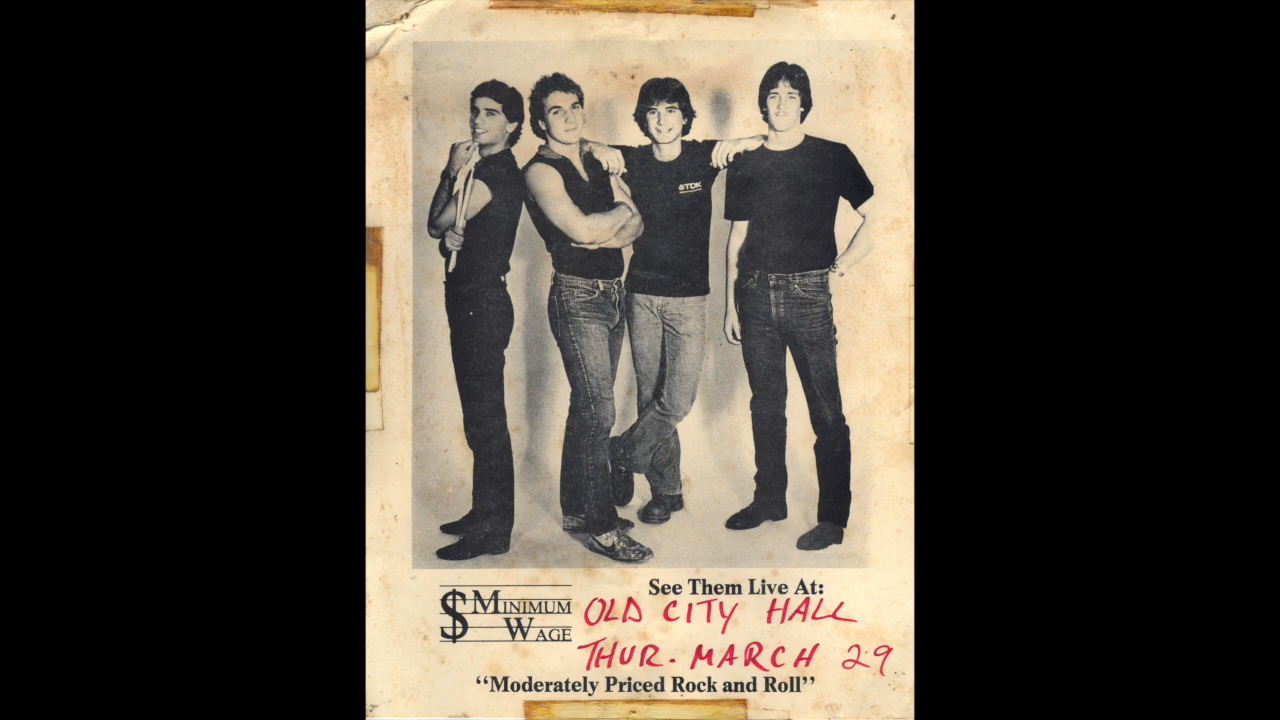 TDK
See Them Live At:
$ MINIMUM WAGE
OLD CITY HALL
THUR. MARCH 29
“Moderately Priced Rock and Roll”